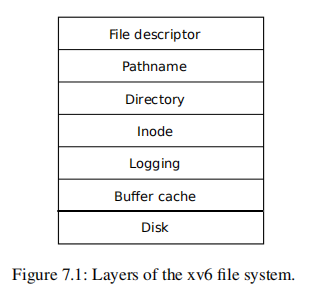 File descriptor
Pathname
Directory
Inode
Logging
Buffer cache
Disk
Figure 7.1: Layers of the xv6 file system.